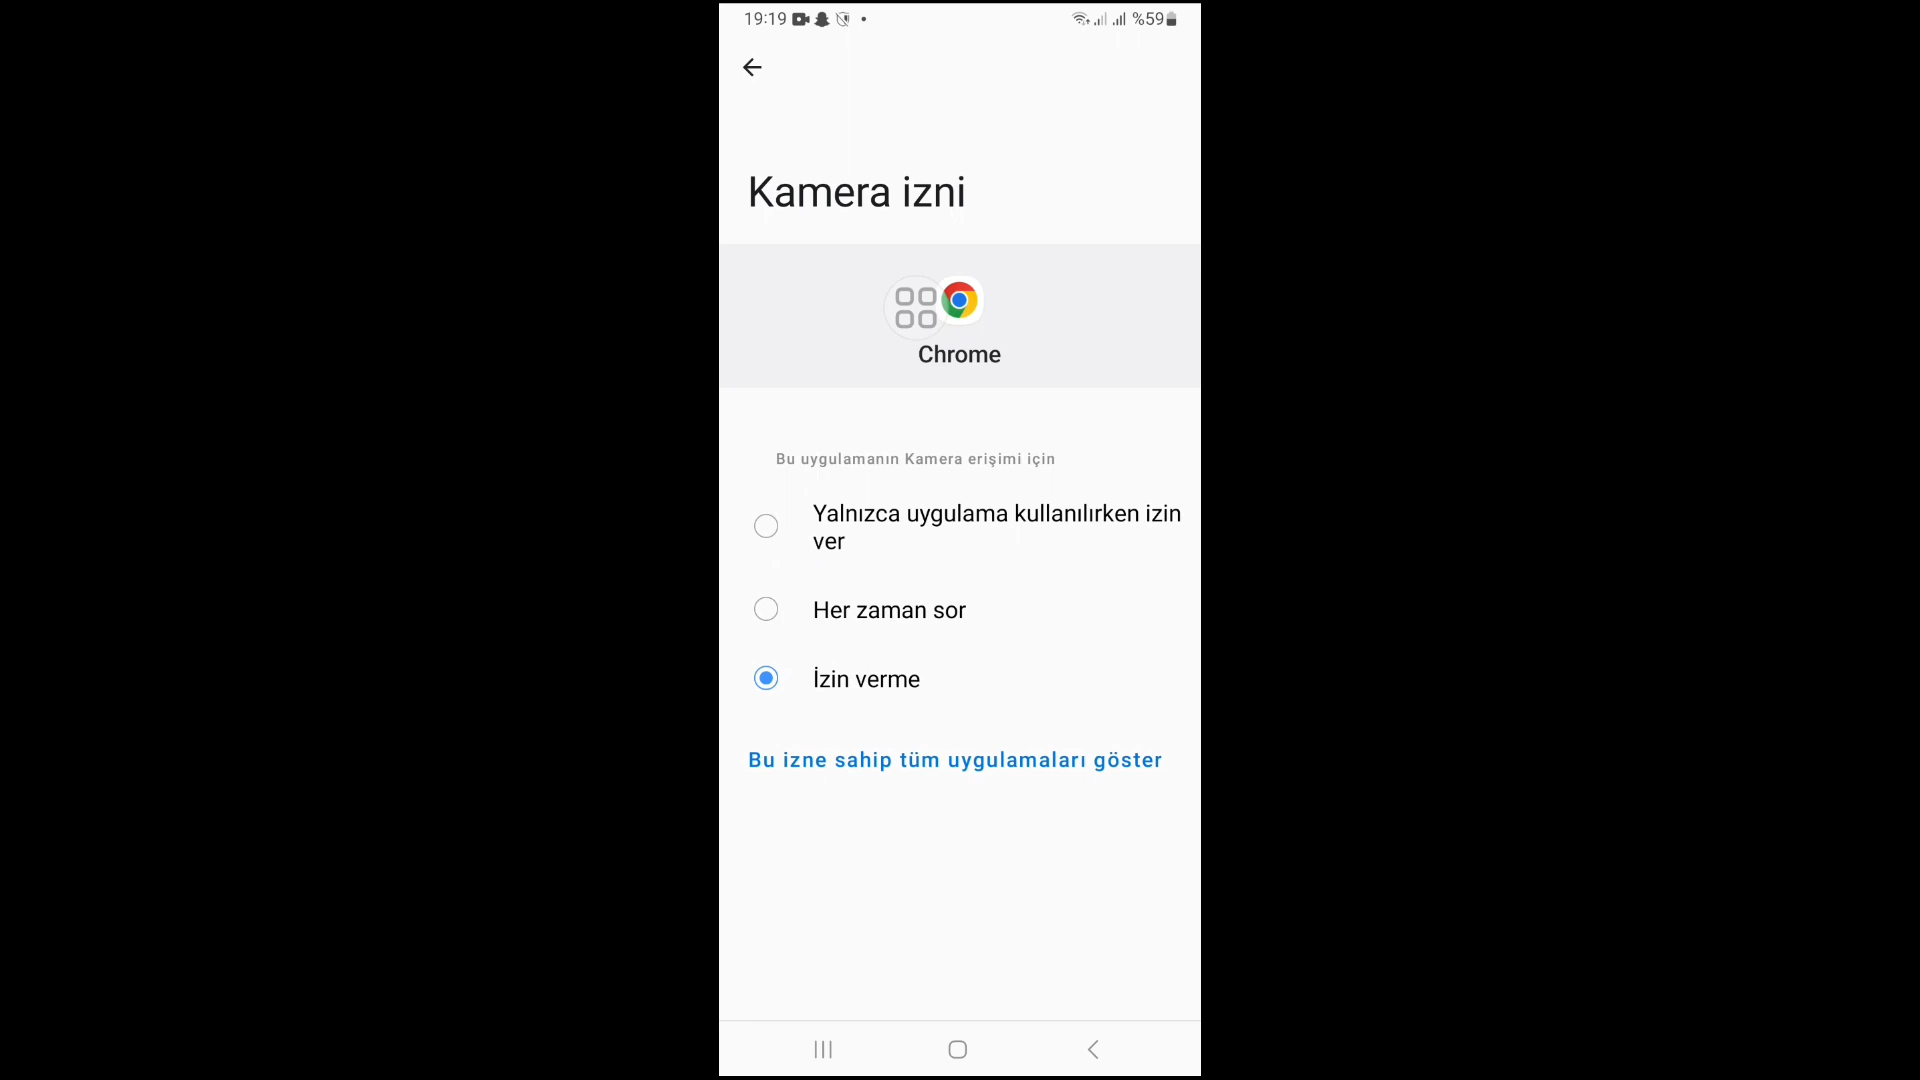 19:19 %59
Kamera izni
Chrome
Bu uygulamanın Kamera erişimi için
Yalnızca uygulama kullanılırken izin
ver
Her zaman sor
İzin verme
Bu izne sahip tüm uygulamaları göster